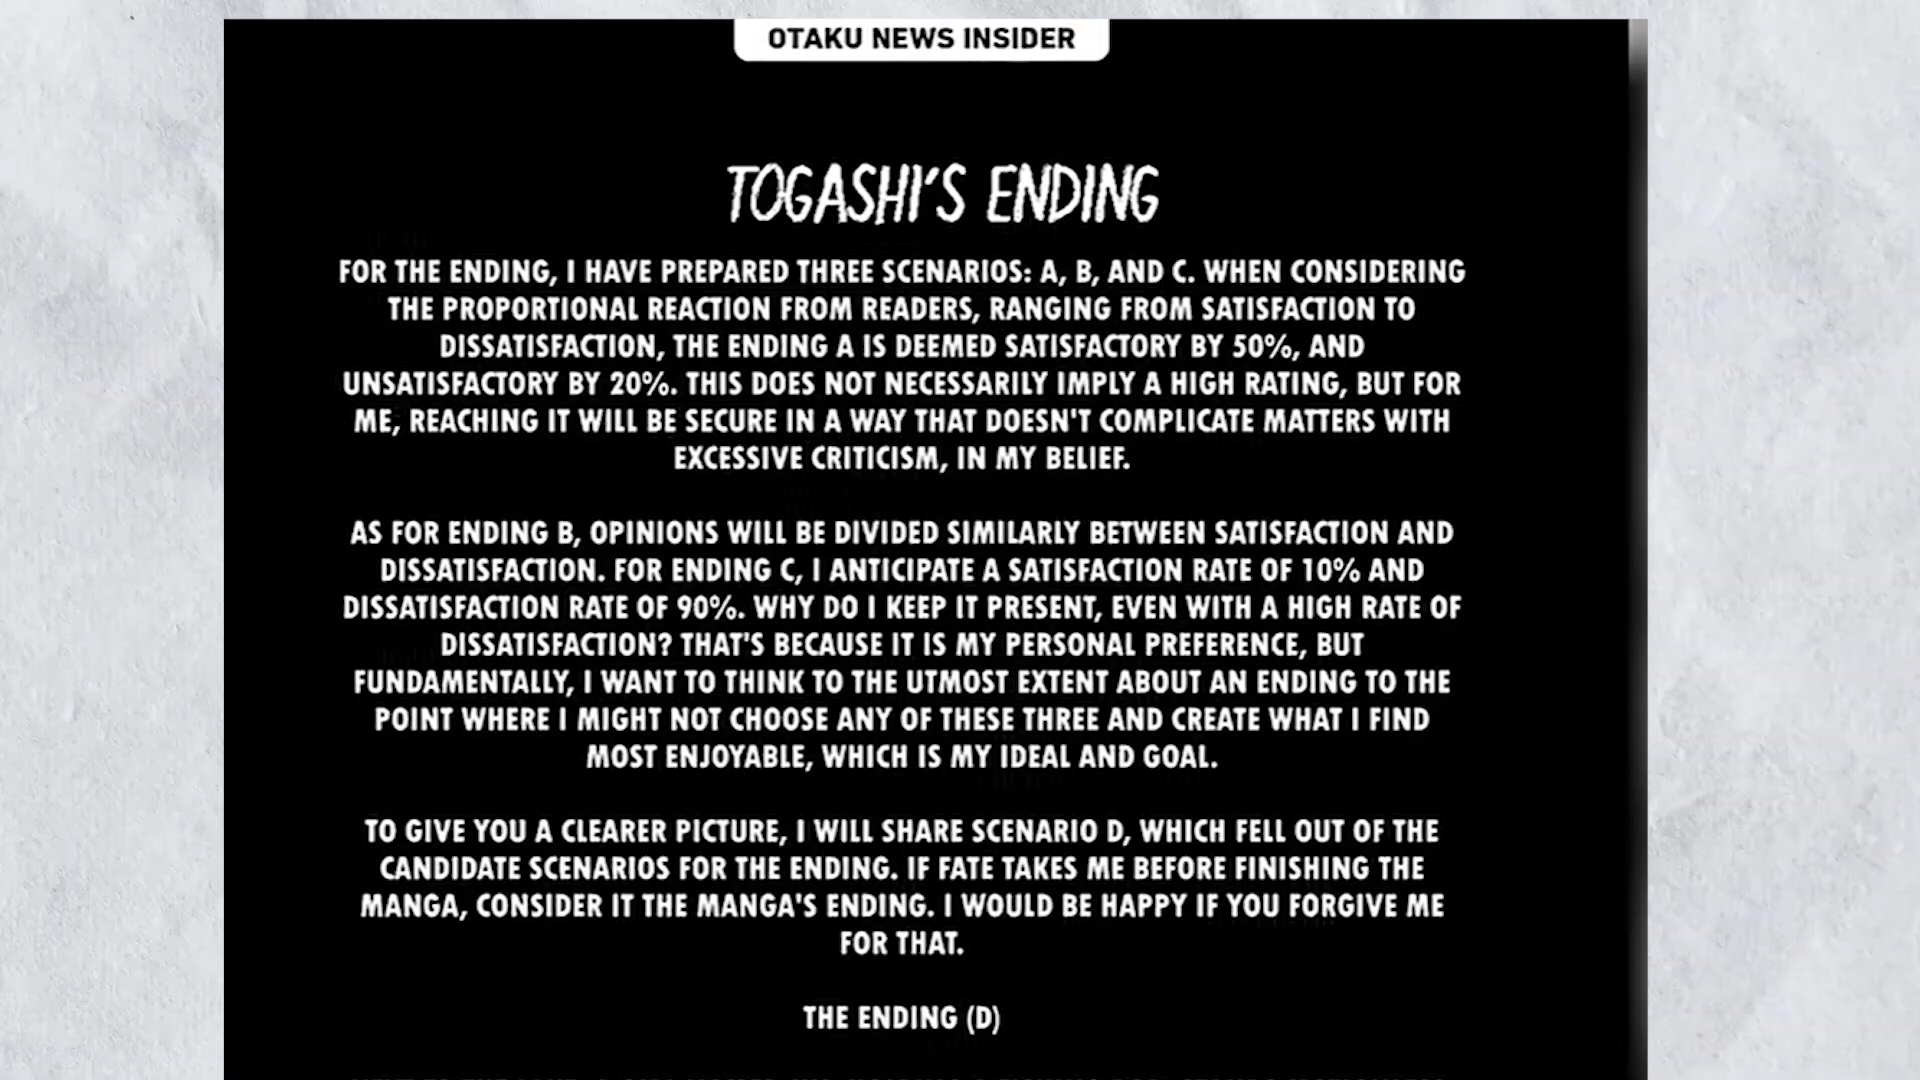 OTAKU NEWS INSIDER
TOGASHI'S ENDING
FOR THE ENDING, I HAVE PREPARED THREE SCENARIOS: A, B, AND C. WHEN CONSIDERING
THE PROPORTIONAL REACTION FROM READERS, RANGING FROM SATISFACTION TO
DISSATISFACTION, THE ENDING A IS DEEMED SATISFACTORY BY 50%, AND
UNSATISFACTORY BY 20%. THIS DOES NOT NECESSARILY IMPLY A HIGH RATING, BUT FOR
ME, REACHING IT WILL BE SECURE IN A WAY THAT DOESN'T COMPLICATE MATTERS WITH
EXCESSIVE CRITICISM, IN MY BELIEF.
AS FOR ENDING B, OPINIONS WILL BE DIVIDED SIMILARLY BETWEEN SATISFACTION AND
DISSATISFACTION. FOR ENDING C, I ANTICIPATE A SATISFACTION RATE OF 10% AND
DISSATISFACTION RATE OF 90%. WHY DO I KEEP IT PRESENT, EVEN WITH A HIGH RATE OF
DISSATISFACTION? THAT'S BECAUSE IT IS MY PERSONAL PREFERENCE, BUT
FUNDAMENTALLY, I WANT TO THINK TO THE UTMOST EXTENT ABOUT AN ENDING TO THE
POINT WHERE I MIGHT NOT CHOOSE ANY OF THESE THREE AND CREATE WHAT I FIND
MOST ENJOYABLE, WHICH IS MY IDEAL AND GOAL.
TO GIVE YOU A CLEARER PICTURE, I WILL SHARE SCENARIO D, WHICH FELL OUT OF THE
CANDIDATE SCENARIOS FOR THE ENDING. IF FATE TAKES ME BEFORE FINISHING THE
MANGA, CONSIDER IT THE MANGA'S ENDING. I WOULD BE HAPPY IF YOU FORGIVE ME
FOR THAT.
THE ENDING (D)